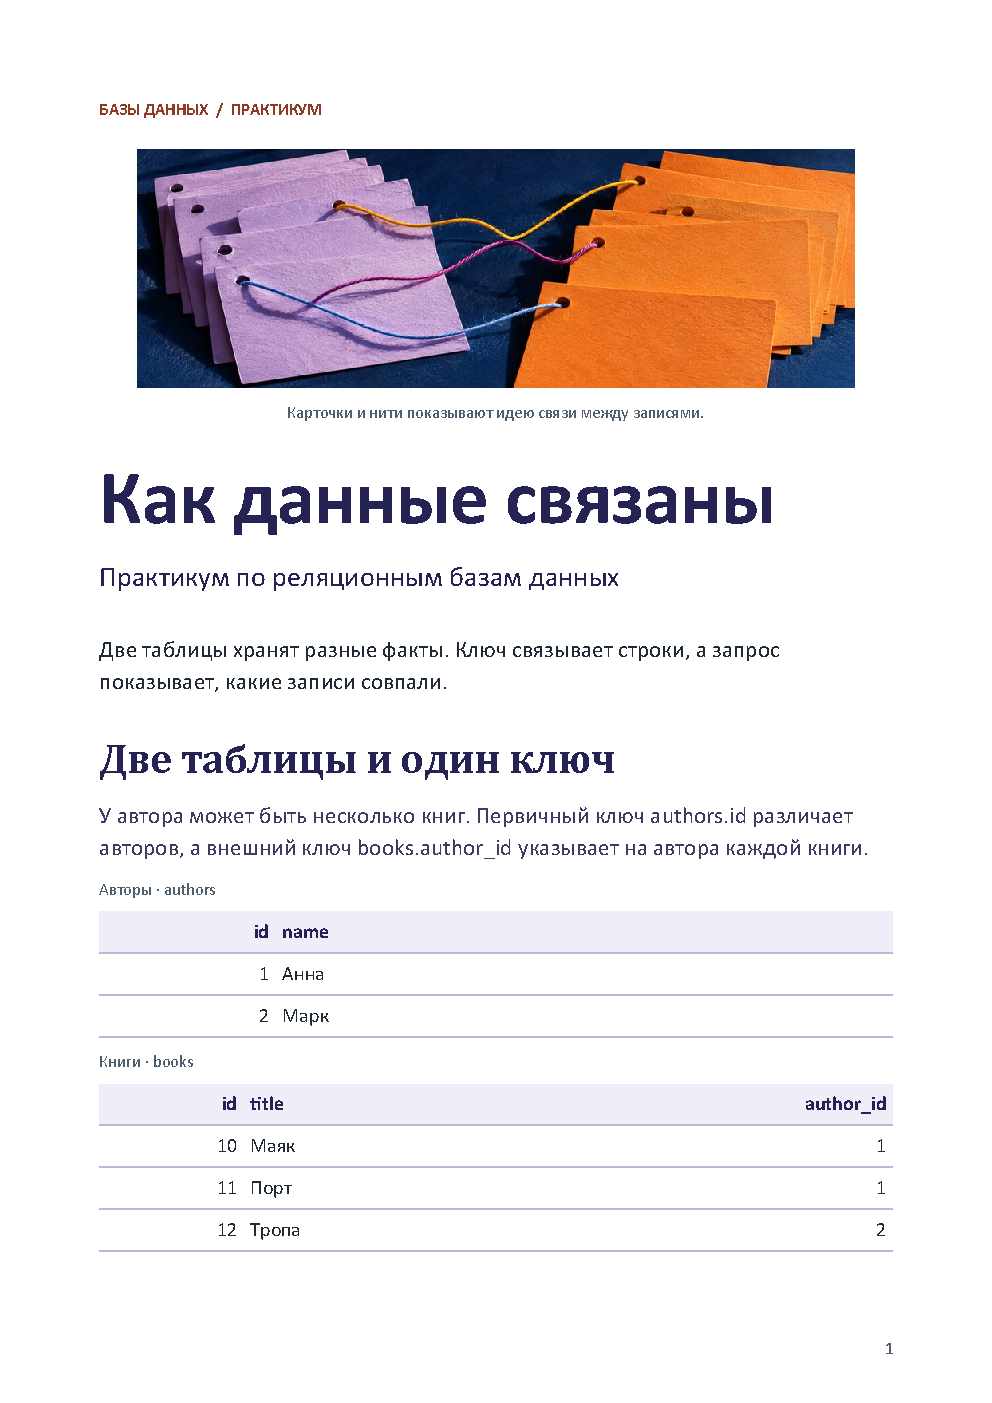 БАЗЫ ДАННЫХ / ПРАКТИКУМ
Карточки и нити показывают идею связи между записями.
Как данные связаны
Практикум по реляционным базам данных
Две таблицы хранят разные факты. Ключ связывает строки, а запрос
показывает, какие записи совпали.
Две таблицы и один ключ
У автора может быть несколько книг. Первичный ключ authors.id различает
авторов, а внешний ключ books.author_id указывает на автора каждой книги.
Авторы · authors
id name
1 Анна
2 Марк
Книги · books
id title author_id
10 Маяк 1
11 Порт 1
12 Тропа 2
1